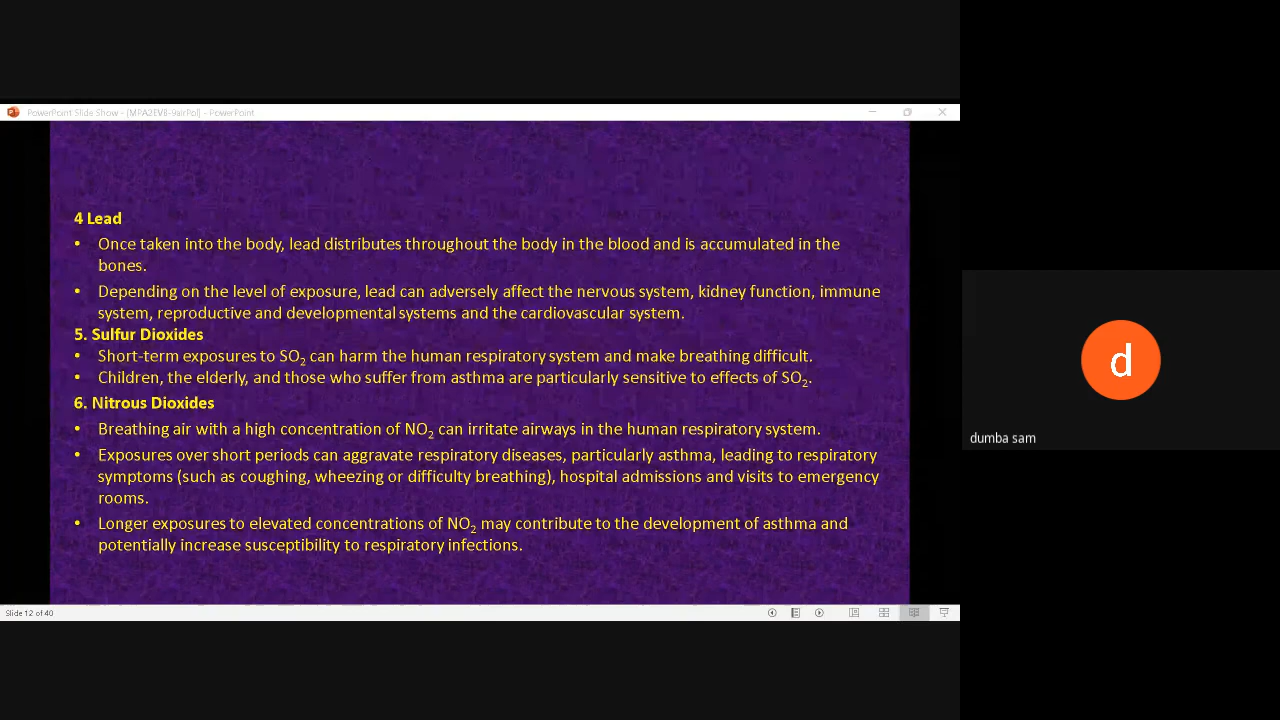 PowerPoint Slide Show - [MPA2EVB-9airPol] - PowerPoint
4 Lead
• Once taken into the body, lead distributes throughout the body in the blood and is accumulated in the
bones.
• Depending on the level of exposure, lead can adversely affect the nervous system, kidney function, immune
system, reproductive and developmental systems and the cardiovascular system.
5. Sulfur Dioxides
• Short-term exposures to SO₂ can harm the human respiratory system and make breathing difficult.
• Children, the elderly, and those who suffer from asthma are particularly sensitive to effects of SO₂.
6. Nitrous Dioxides
• Breathing air with a high concentration of NO₂ can irritate airways in the human respiratory system.
• Exposures over short periods can aggravate respiratory diseases, particularly asthma, leading to respiratory
symptoms (such as coughing, wheezing or difficulty breathing), hospital admissions and visits to emergency
rooms.
• Longer exposures to elevated concentrations of NO₂ may contribute to the development of asthma and
potentially increase susceptibility to respiratory infections.
Slide 12 of 40
d
dumba sam